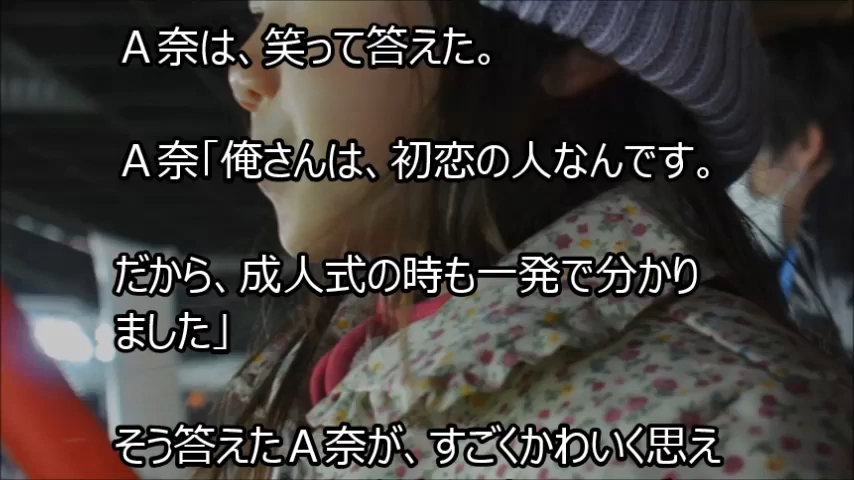 Ａ奈は、笑って答えた。
Ａ奈「俺さんは、初恋の人なんです。
だから、成人式の時も一発で分かり
ました」
そう答えたＡ奈が、すごくかわいく思え